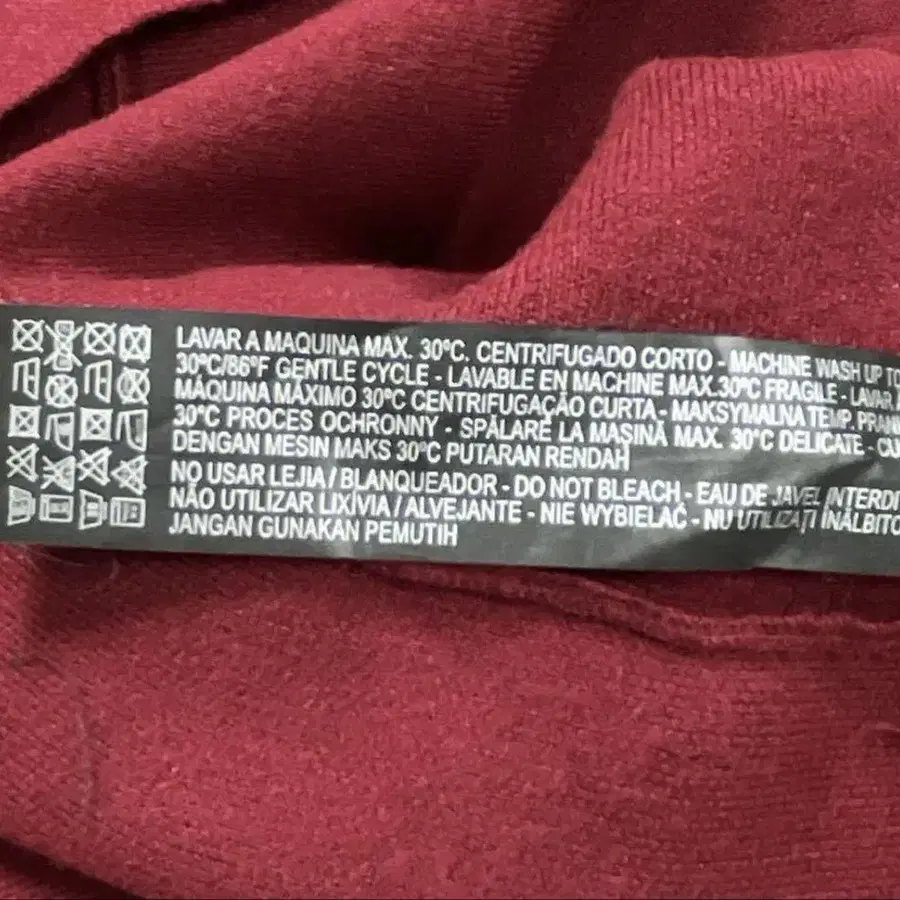 LAVAR A MAQUINA MAX. 30ºC. CENTRIFUGADO CORTO - MACHINE WASH UP TO
30ºC/86ºF GENTLE CYCLE - LAVABLE EN MACHINE MAX.30ºC FRAGILE - LAVAR
MÁQUINA MÁXIMO 30ºC CENTRIFUGAÇÃO CURTA - MAKSYMALNA TEMP. PRANI
30ºC PROCES OCHRONNY - SPĂLARE LA MAȘINĂ MAX. 30ºC DELICATE - CU
DENGAN MESIN MAKS 30ºC PUTARAN RENDAH
NO USAR LEJIA / BLANQUEADOR - DO NOT BLEACH - EAU DE JAVEL INTERDI
NÃO UTILIZAR LIXÍVIA / ALVEJANTE - NIE WYBIELAĆ - NU UTILIZAȚI ÎNĂLBITO
JANGAN GUNAKAN PEMUTIH